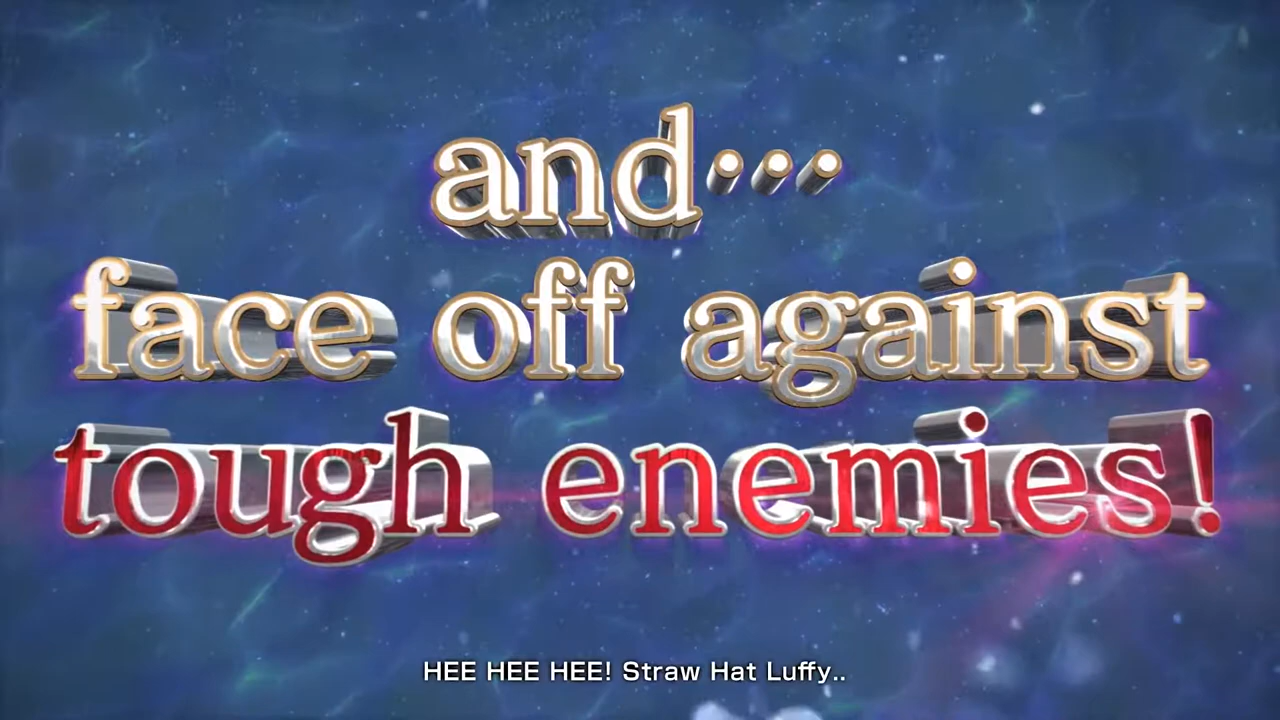 and…
face off against
tough enemies!
HEE HEE HEE! Straw Hat Luffy..